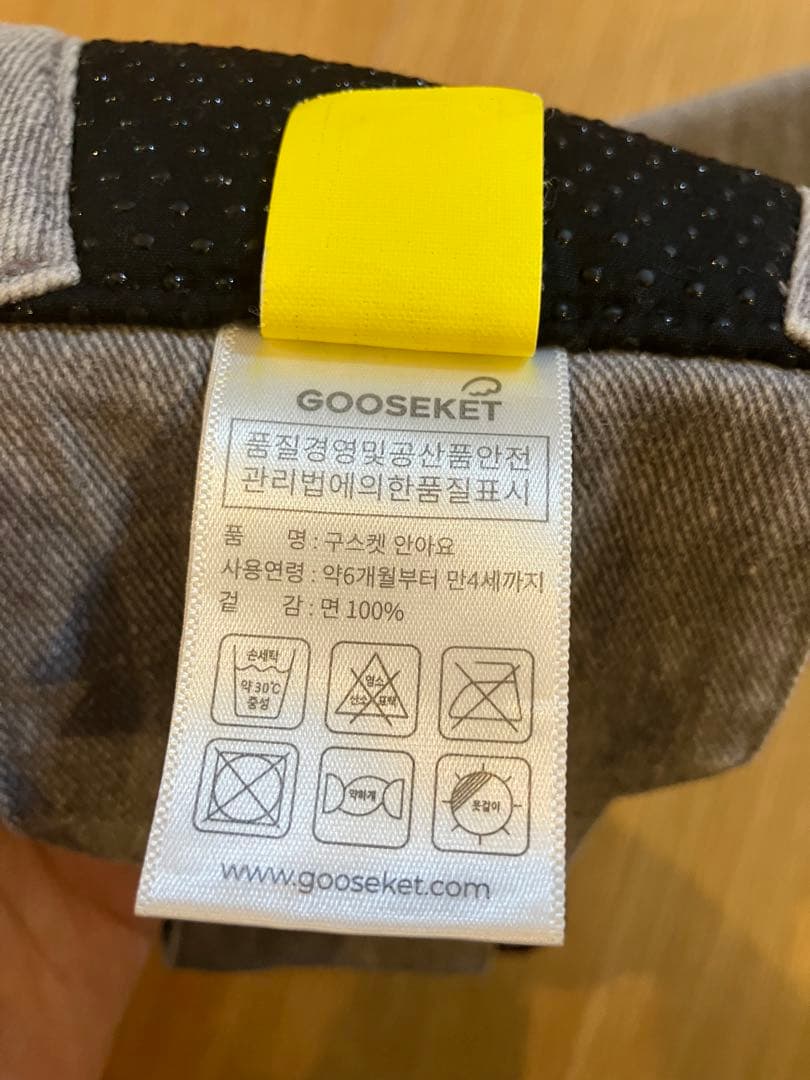 GOOSEKET
품질경영및공산품안전
관리법에의한품질표시
품 명 : 구스켓 안아요
사용연령 : 약6개월부터 만4세까지
겉 감 : 면 100%
손세탁
약 30℃
중성
염소
산소 표백
약하게
옷걸이
www.gooseket.com